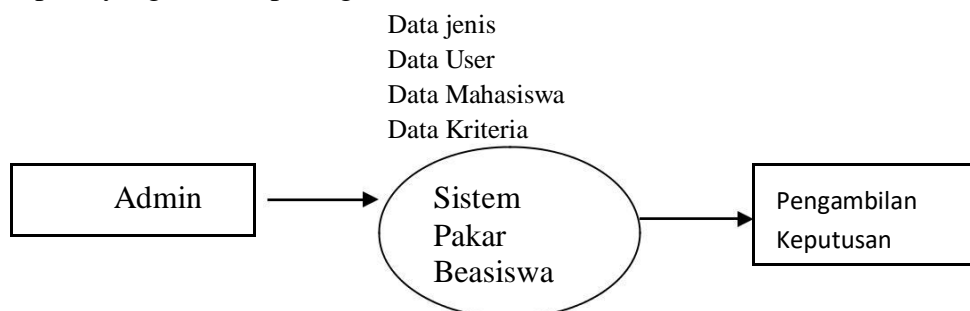 Data jenis
Data User
Data Mahasiswa
Data Kriteria
Admin
Sistem
Pakar
Beasiswa
Pengambilan
Keputusan